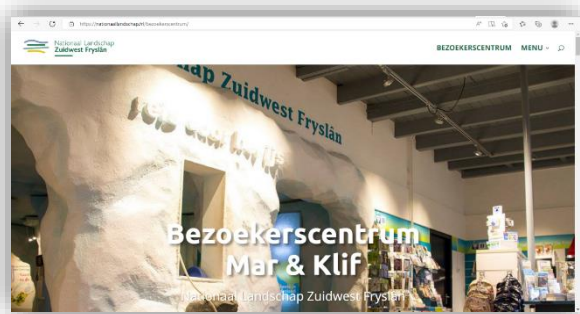 https://nationaallandschap.nl/bezoekerscentrum/
Nationaal Landschap
Zuidwest Fryslân
BEZOEKERSCENTRUM MENU
chap Zuidwest Fryslân
Bezoekerscentrum
Mar & Klif
Nationaal Landschap Zuidwest Fryslân